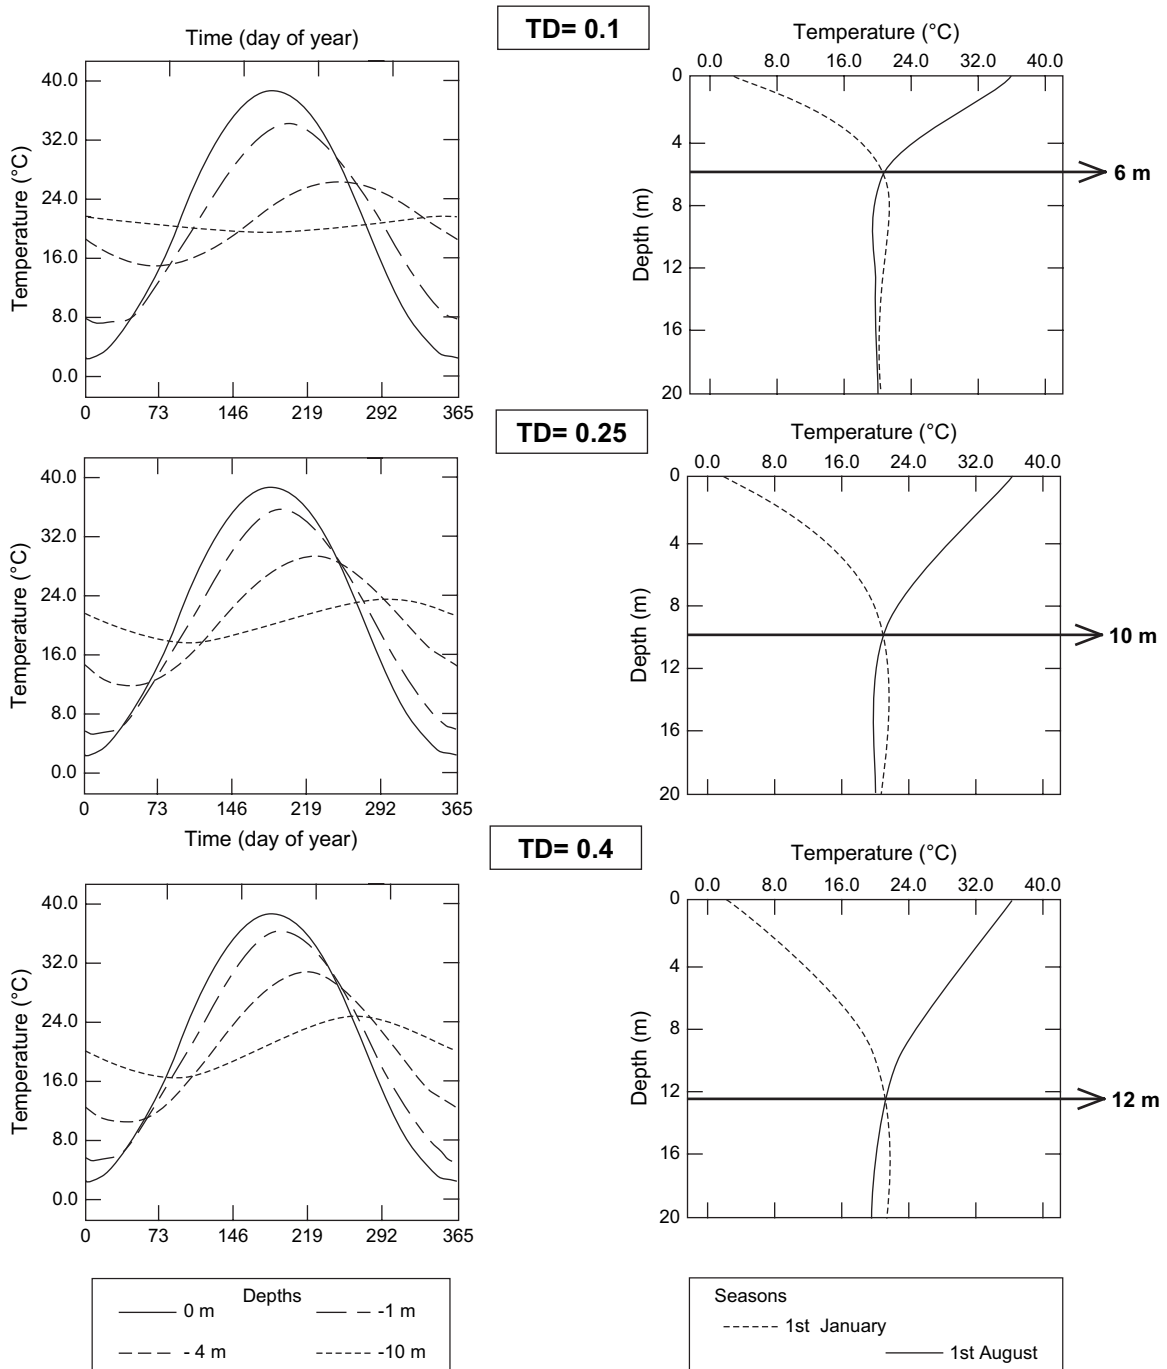 TD= 0.1
Time (day of year)
Temperature (°C)
40.0
32.0
24.0
16.0
8.0
0.0
0 73 146 219 292 365
Temperature (°C)
0.0 8.0 16.0 24.0 32.0 40.0
Depth (m)
0
4
8
12
16
20
6 m
TD= 0.25
Temperature (°C)
40.0
32.0
24.0
16.0
8.0
0.0
0 73 146 219 292 365
Time (day of year)
Temperature (°C)
0.0 8.0 16.0 24.0 32.0 40.0
Depth (m)
0
4
8
12
16
20
10 m
TD= 0.4
Temperature (°C)
40.0
32.0
24.0
16.0
8.0
0.0
0 73 146 219 292 365
Temperature (°C)
0.0 8.0 16.0 24.0 32.0 40.0
Depth (m)
0
4
8
12
16
20
12 m
Depths
0 m -1 m
- 4 m -10 m
Seasons
1st January
1st August